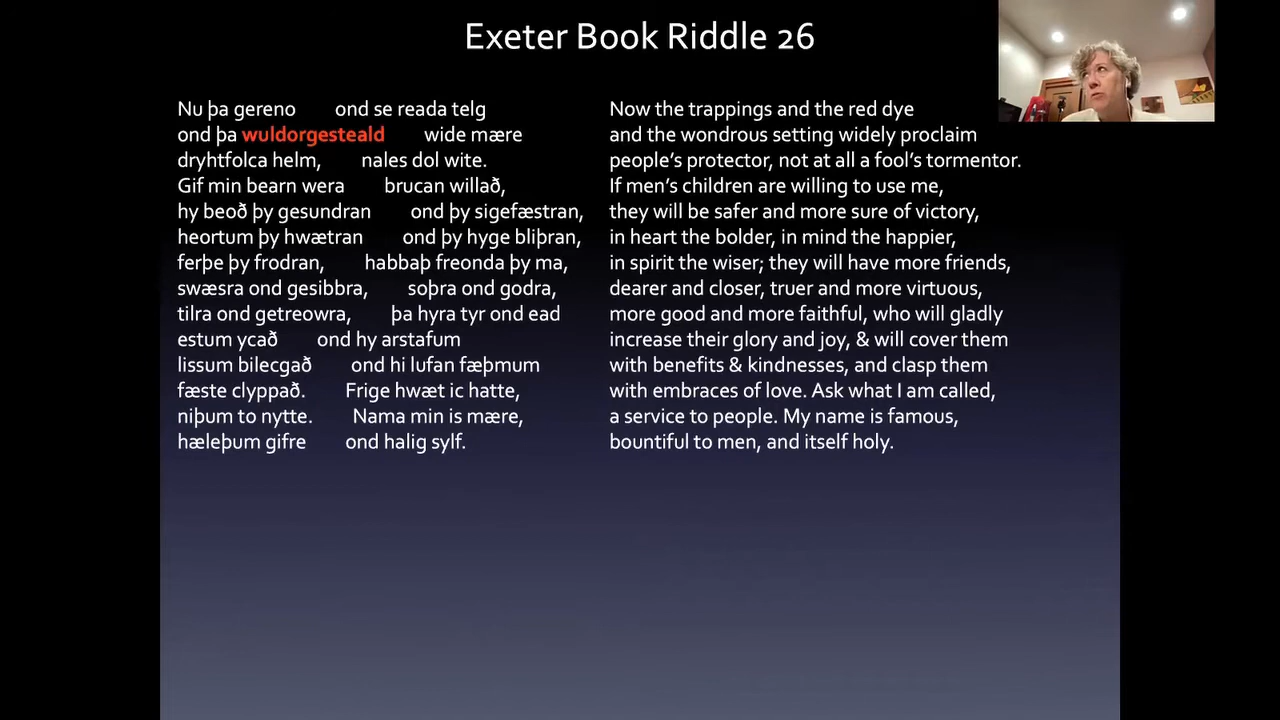 Exeter Book Riddle 26
Nu þa gereno ond se reada telg
ond þa wuldorgesteald wide mære
dryhtfolca helm, nales dol wite.
Gif min bearn wera brucan willað,
hy beoð þy gesundran ond þy sigefæstran,
heortum þy hwætran ond þy hyge bliþran,
ferþe þy frodran, habbaþ freonda þy ma,
swæsra ond gesibbra, soþra ond godra,
tilra ond getreowra, þa hyra tyr ond ead
estum ycað ond hy arstafum
lissum bilecgað ond hi lufan fæþmum
fæste clyppað. Frige hwæt ic hatte,
niþum to nytte. Nama min is mære,
hæleþum gifre ond halig sylf.
Now the trappings and the red dye
and the wondrous setting widely proclaim
people’s protector, not at all a fool’s tormentor.
If men’s children are willing to use me,
they will be safer and more sure of victory,
in heart the bolder, in mind the happier,
in spirit the wiser; they will have more friends,
dearer and closer, truer and more virtuous,
more good and more faithful, who will gladly
increase their glory and joy, & will cover them
with benefits & kindnesses, and clasp them
with embraces of love. Ask what I am called,
a service to people. My name is famous,
bountiful to men, and itself holy.